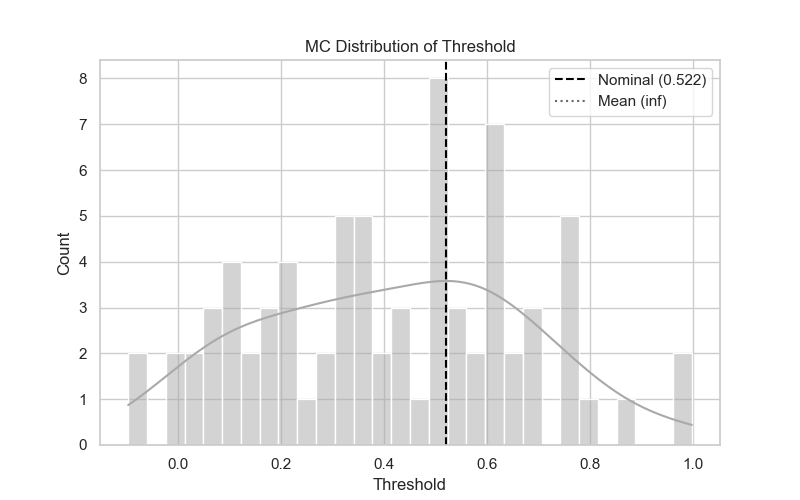 MC Distribution of Threshold
Nominal (0.522)
Mean (inf)
8
7
6
5
4
3
2
1
0
Count
0.0 0.2 0.4 0.6 0.8 1.0
Threshold